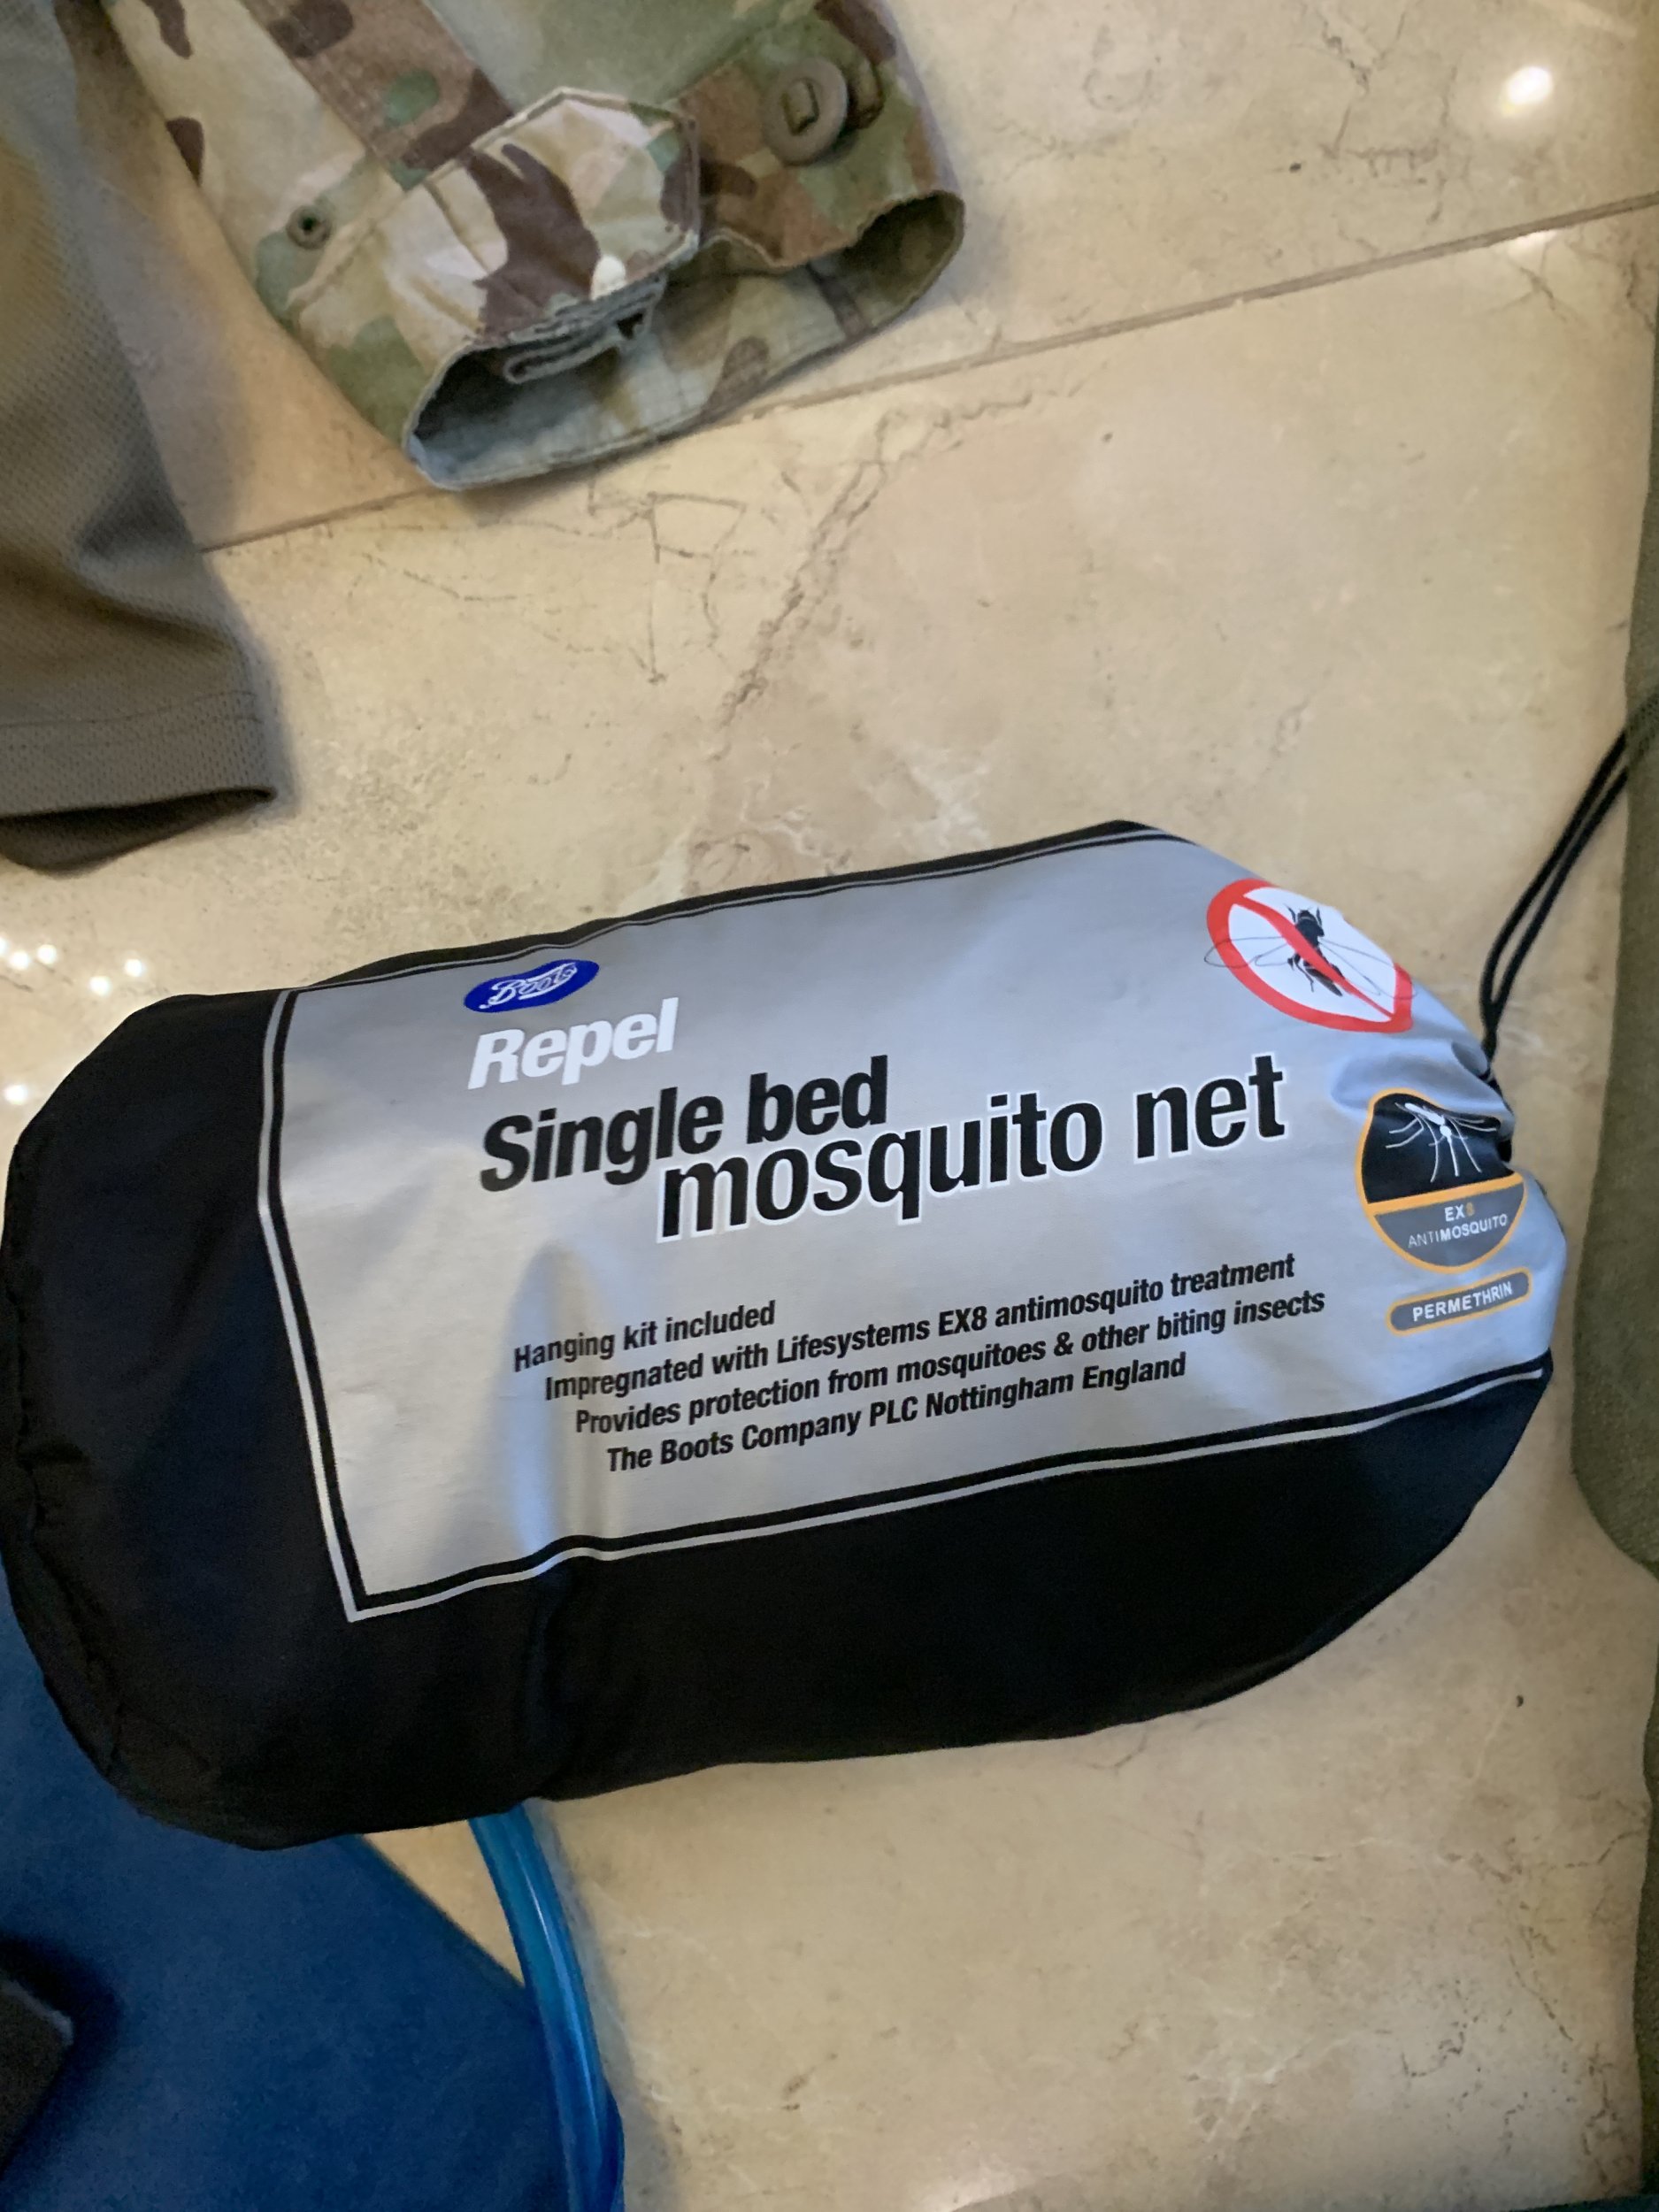 Boots
Repel
Single bed
mosquito net
Hanging kit included
Impregnated with Lifesystems EX8 antimosquito treatment
Provides protection from mosquitoes & other biting insects
The Boots Company PLC Nottingham England
EX8
ANTIMOSQUITO
PERMETHRIN